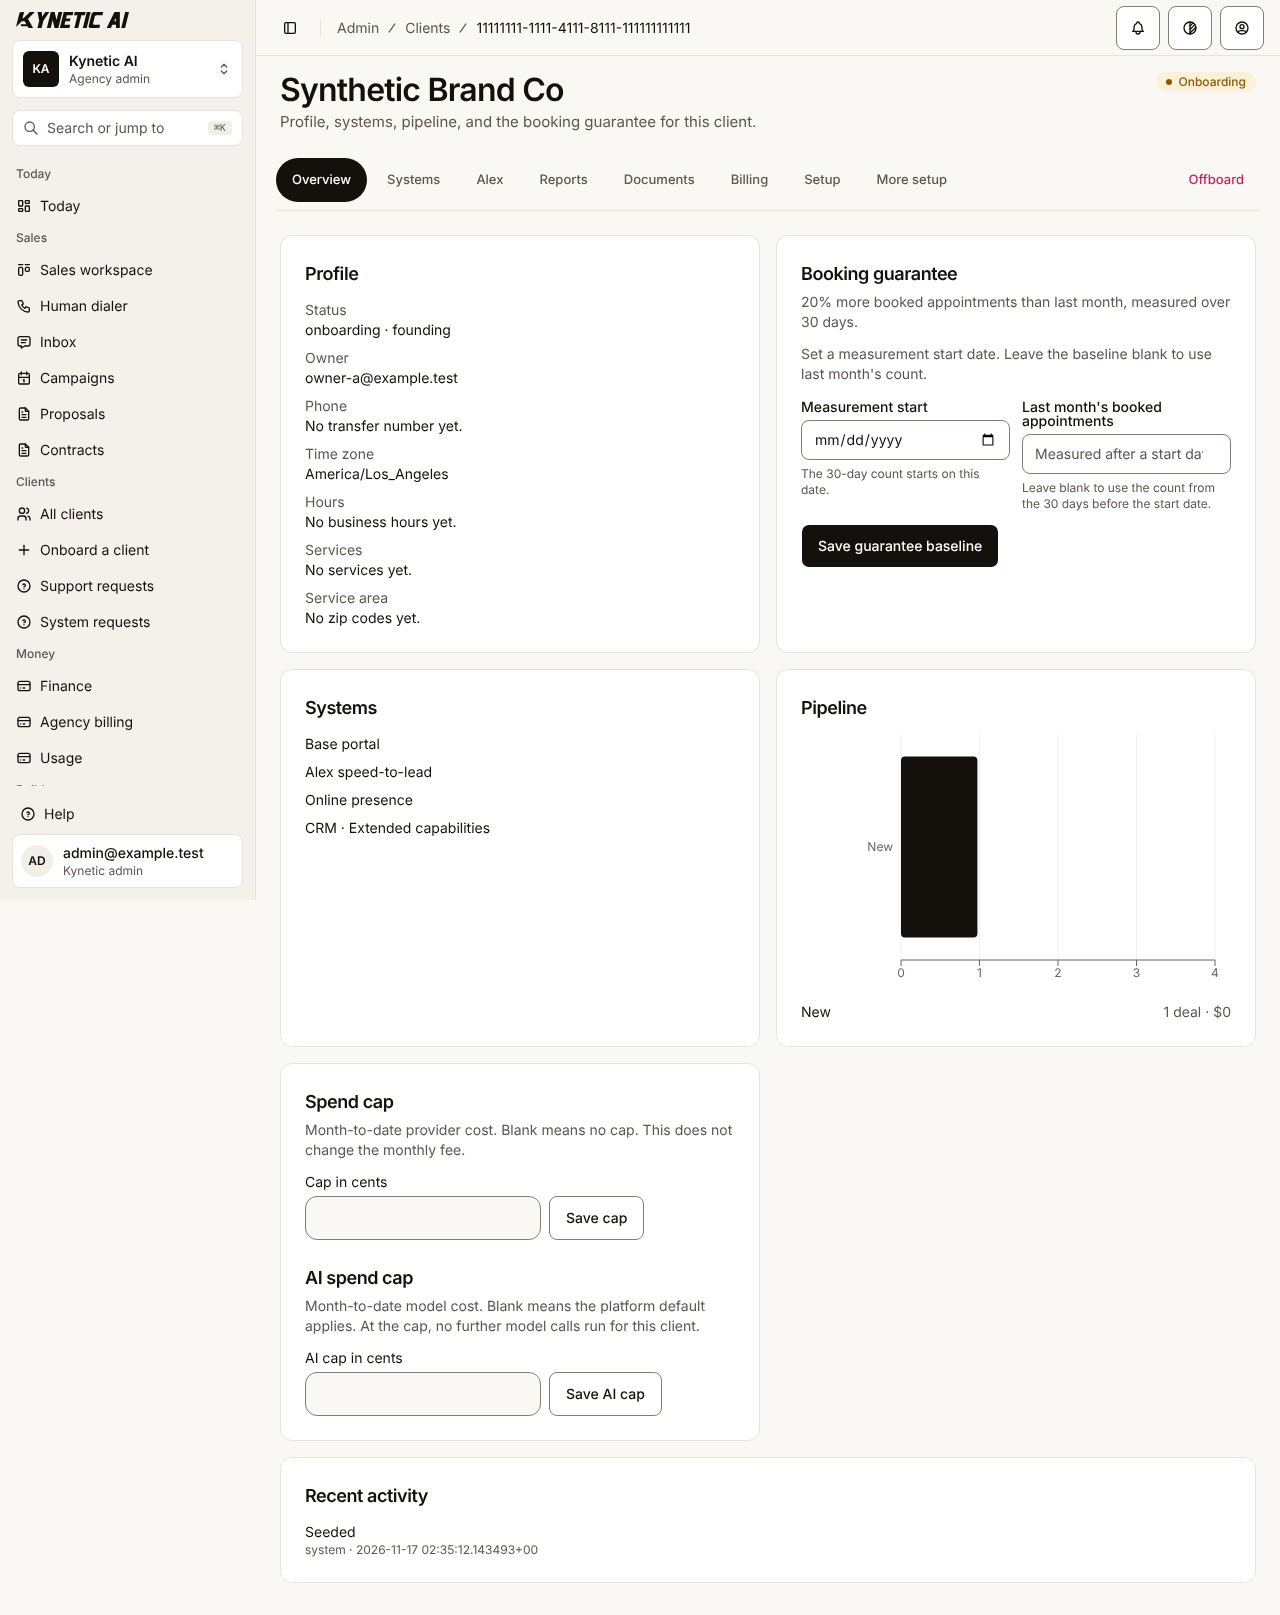 KYNETIC AI
KA
Kynetic AI
Agency admin
Search or jump to
⌘K
Today
Today
Sales
Sales workspace
Human dialer
Inbox
Campaigns
Proposals
Contracts
Clients
All clients
Onboard a client
Support requests
System requests
Money
Finance
Agency billing
Usage
Help
AD
admin@example.test
Kynetic admin
Admin / Clients / 11111111-1111-4111-8111-111111111111
Synthetic Brand Co
Onboarding
Profile, systems, pipeline, and the booking guarantee for this client.
Overview Systems Alex Reports Documents Billing Setup More setup Offboard
Profile
Status
onboarding · founding
Owner
owner-a@example.test
Phone
No transfer number yet.
Time zone
America/Los_Angeles
Hours
No business hours yet.
Services
No services yet.
Service area
No zip codes yet.
Booking guarantee
20% more booked appointments than last month, measured over
30 days.
Set a measurement start date. Leave the baseline blank to use
last month's count.
Measurement start
mm/dd/yyyy
The 30-day count starts on this
date.
Last month's booked
appointments
Measured after a start da
Leave blank to use the count from
the 30 days before the start date.
Save guarantee baseline
Systems
Base portal
Alex speed-to-lead
Online presence
CRM · Extended capabilities
Pipeline
New
0 1 2 3 4
New 1 deal · $0
Spend cap
Month-to-date provider cost. Blank means no cap. This does not
change the monthly fee.
Cap in cents
Save cap
AI spend cap
Month-to-date model cost. Blank means the platform default
applies. At the cap, no further model calls run for this client.
AI cap in cents
Save AI cap
Recent activity
Seeded
system · 2026-11-17 02:35:12.143493+00